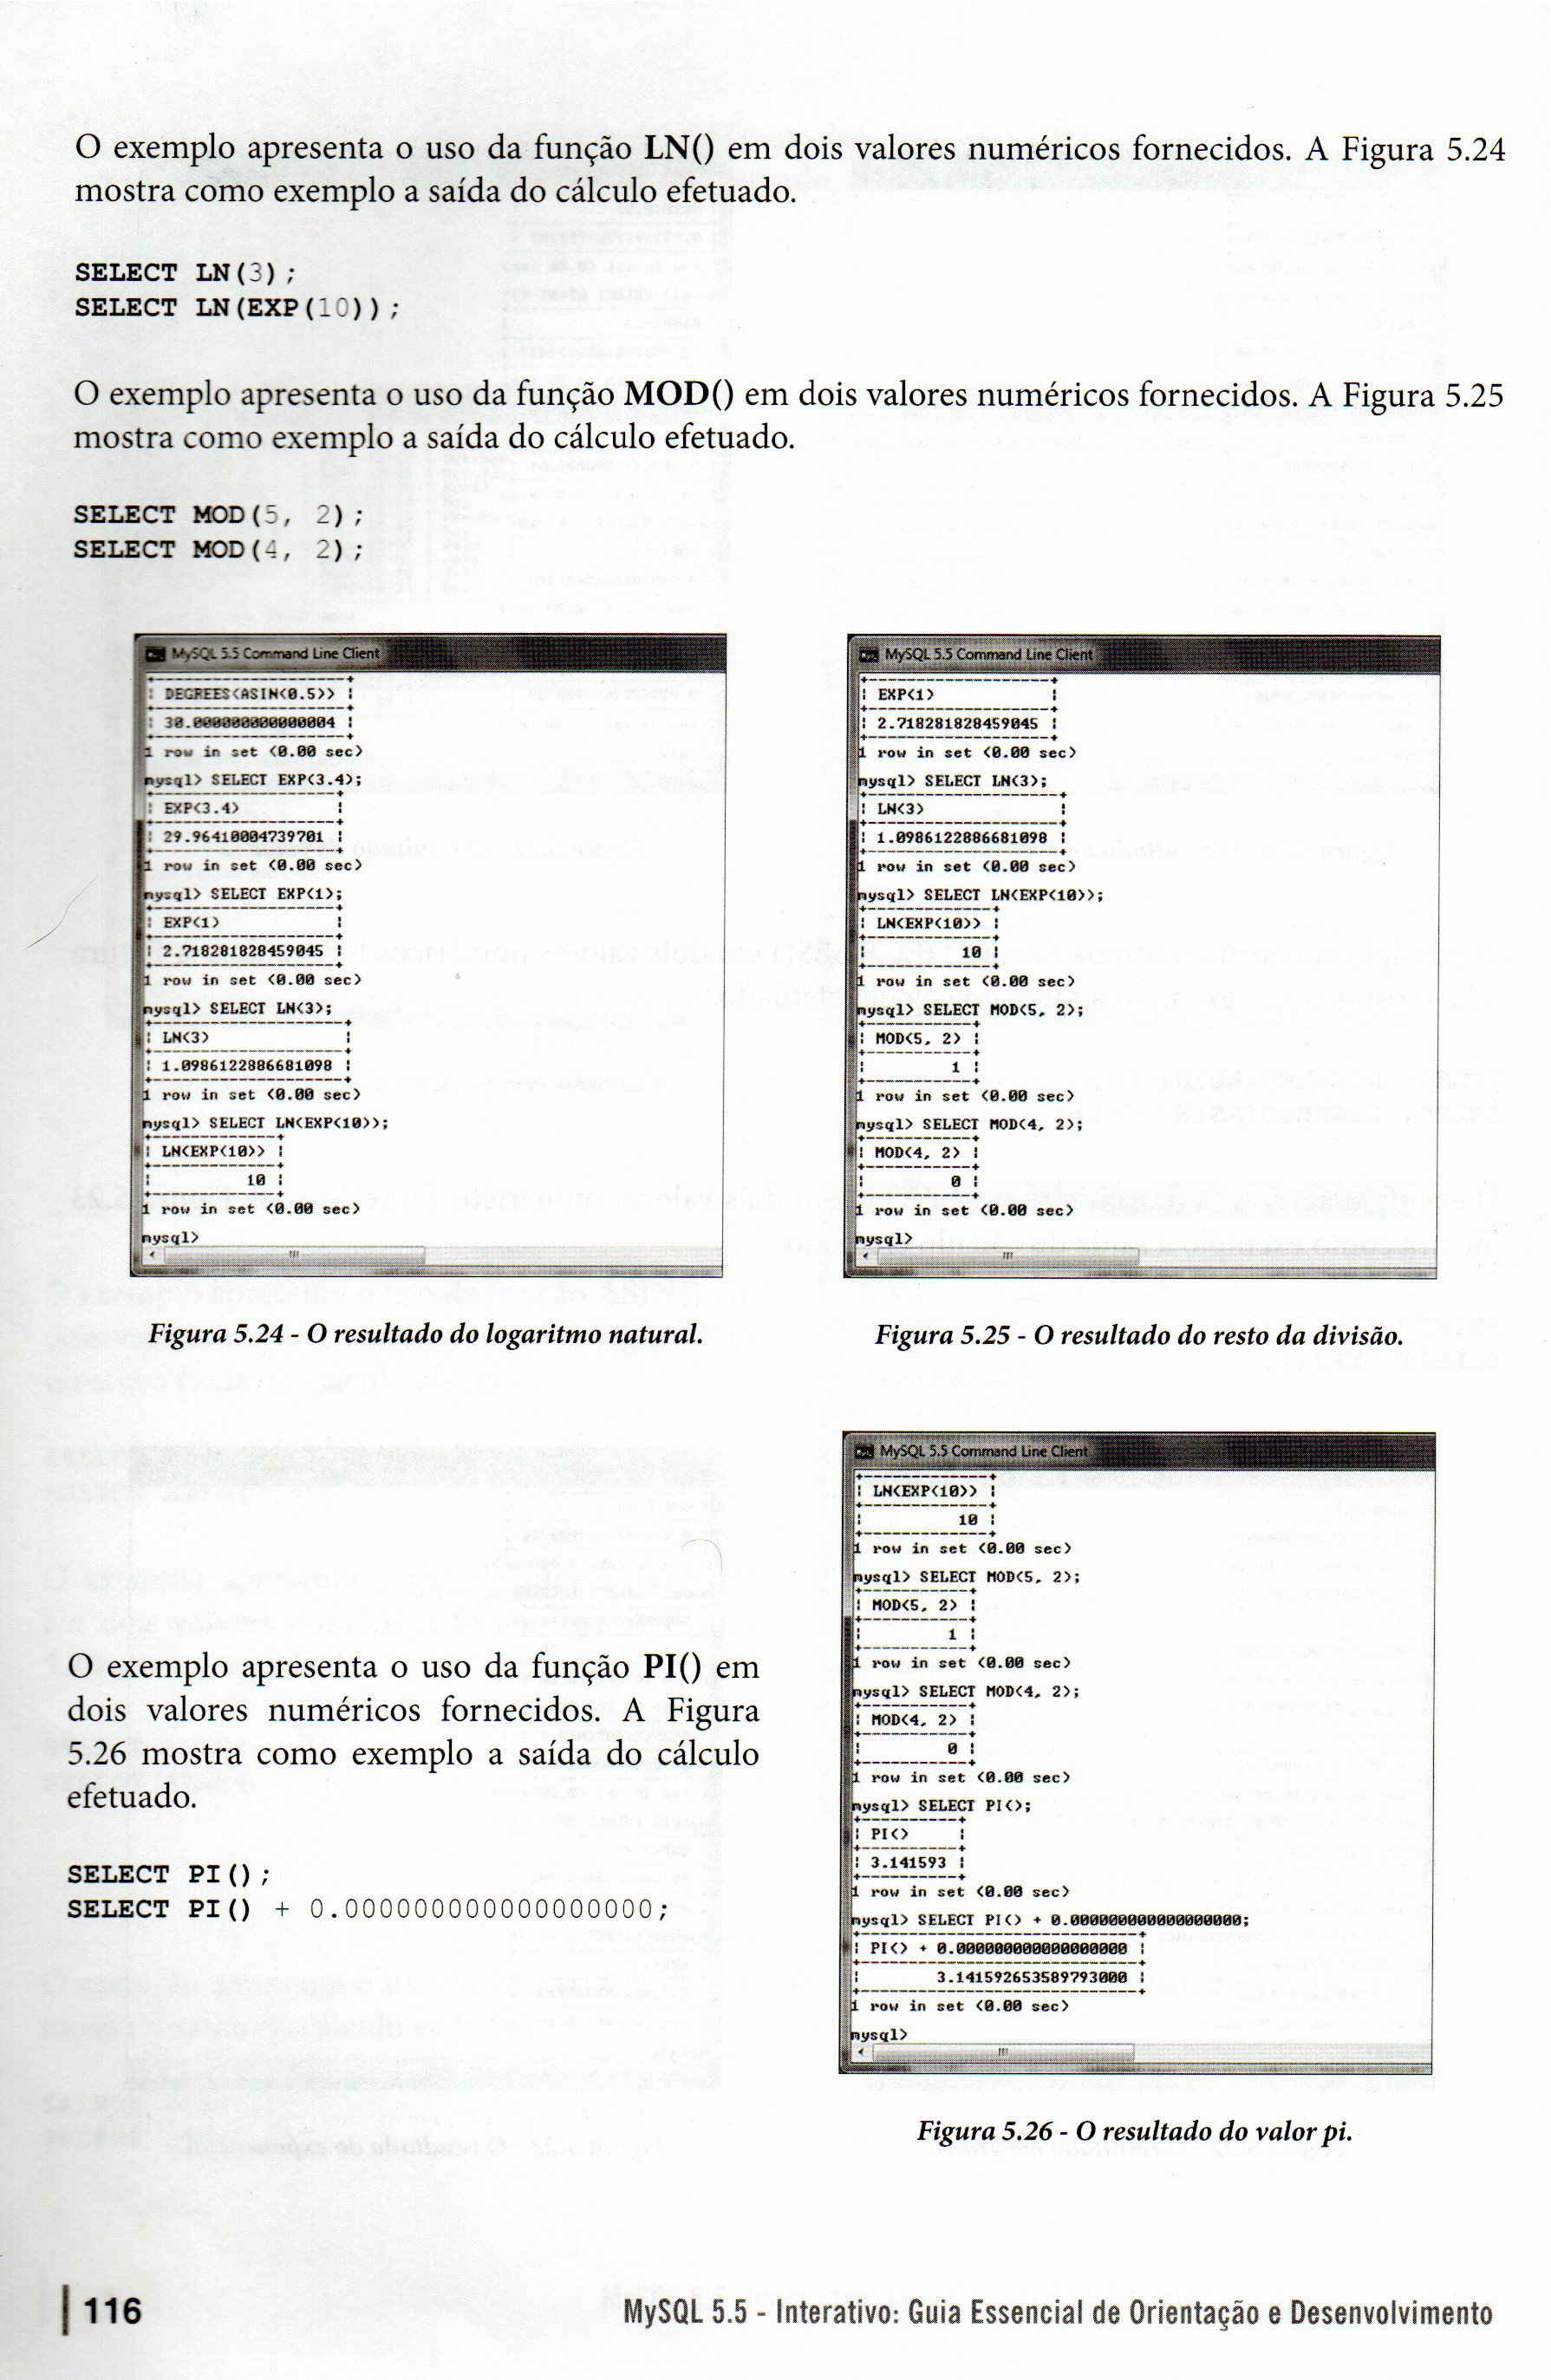 O exemplo apresenta o uso da função LN() em dois valores numéricos fornecidos. A Figura 5.24
mostra como exemplo a saída do cálculo efetuado.
SELECT LN(3);
SELECT LN(EXP(10));
O exemplo apresenta o uso da função MOD() em dois valores numéricos fornecidos. A Figura 5.25
mostra como exemplo a saída do cálculo efetuado.
SELECT MOD(5, 2);
SELECT MOD(4, 2);
MySQL 5.5 Command Line Client
DEGREES(ASIN(0.5))
30.000000000000004
1 row in set (0.00 sec)
mysql> SELECT EXP(3.4);
EXP(3.4)
29.96410004739701
1 row in set (0.00 sec)
mysql> SELECT EXP(1);
EXP(1)
2.718281828459045
1 row in set (0.00 sec)
mysql> SELECT LN(3);
LN(3)
1.0986122886681098
1 row in set (0.00 sec)
mysql> SELECT LN(EXP(10));
LN(EXP(10))
10
1 row in set (0.00 sec)
mysql>
Figura 5.24 - O resultado do logaritmo natural.
MySQL 5.5 Command Line Client
EXP(1)
2.718281828459045
1 row in set (0.00 sec)
mysql> SELECT LN(3);
LN(3)
1.0986122886681098
1 row in set (0.00 sec)
mysql> SELECT LN(EXP(10));
LN(EXP(10))
10
1 row in set (0.00 sec)
mysql> SELECT MOD(5, 2);
MOD(5, 2)
1
1 row in set (0.00 sec)
mysql> SELECT MOD(4, 2);
MOD(4, 2)
0
1 row in set (0.00 sec)
mysql>
Figura 5.25 - O resultado do resto da divisão.
O exemplo apresenta o uso da função PI() em
dois valores numéricos fornecidos. A Figura
5.26 mostra como exemplo a saída do cálculo
efetuado.
SELECT PI();
SELECT PI() + 0.000000000000000000;
MySQL 5.5 Command Line Client
LN(EXP(10))
10
1 row in set (0.00 sec)
mysql> SELECT MOD(5, 2);
MOD(5, 2)
1
1 row in set (0.00 sec)
mysql> SELECT MOD(4, 2);
MOD(4, 2)
0
1 row in set (0.00 sec)
mysql> SELECT PI();
PI()
3.141593
1 row in set (0.00 sec)
mysql> SELECT PI() + 0.000000000000000000;
PI() + 0.000000000000000000
3.141592653589793000
1 row in set (0.00 sec)
mysql>
Figura 5.26 - O resultado do valor pi.
116
MySQL 5.5 - Interativo: Guia Essencial de Orientação e Desenvolvimento